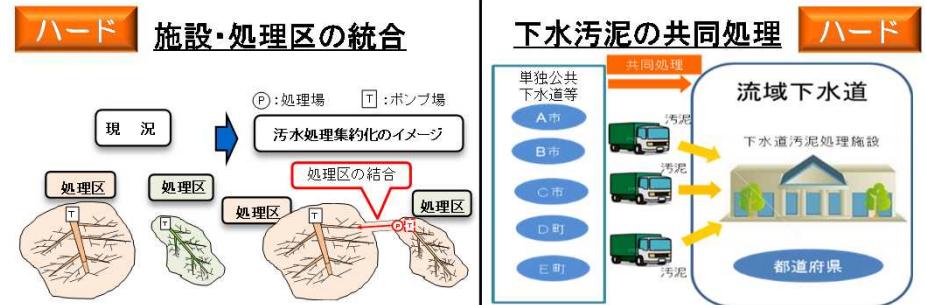 ハード
施設・処理区の統合
Ⓟ:処理場 T:ポンプ場
現 況
汚水処理集約化のイメージ
処理区の結合
処理区
処理区
処理区
処理区
T
T
T
P
T
下水汚泥の共同処理
ハード
共同処理
単独公共
下水道等
A市
B市
C市
D町
E町
汚泥
汚泥
汚泥
流域下水道
下水道汚泥処理施設
都道府県